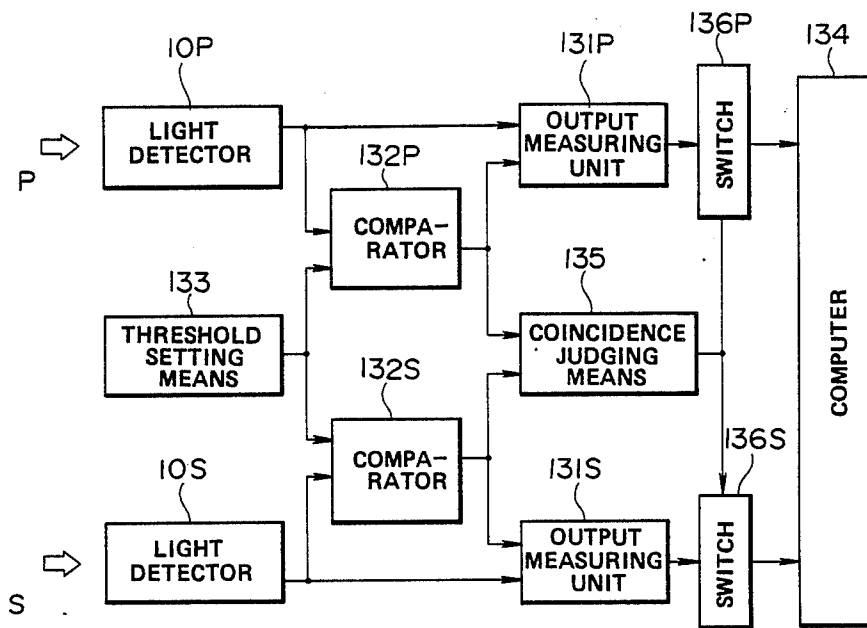 136P
134
10P
131P
LIGHT
DETECTOR
OUTPUT
MEASURING
UNIT
SWITCH
P
132P
COMPA-
RATOR
133
135
THRESHOLD
SETTING
MEANS
COINCIDENCE
JUDGING
MEANS
COMPUTER
132S
COMPA-
RATOR
136S
10S
131S
LIGHT
DETECTOR
OUTPUT
MEASURING
UNIT
SWITCH
S